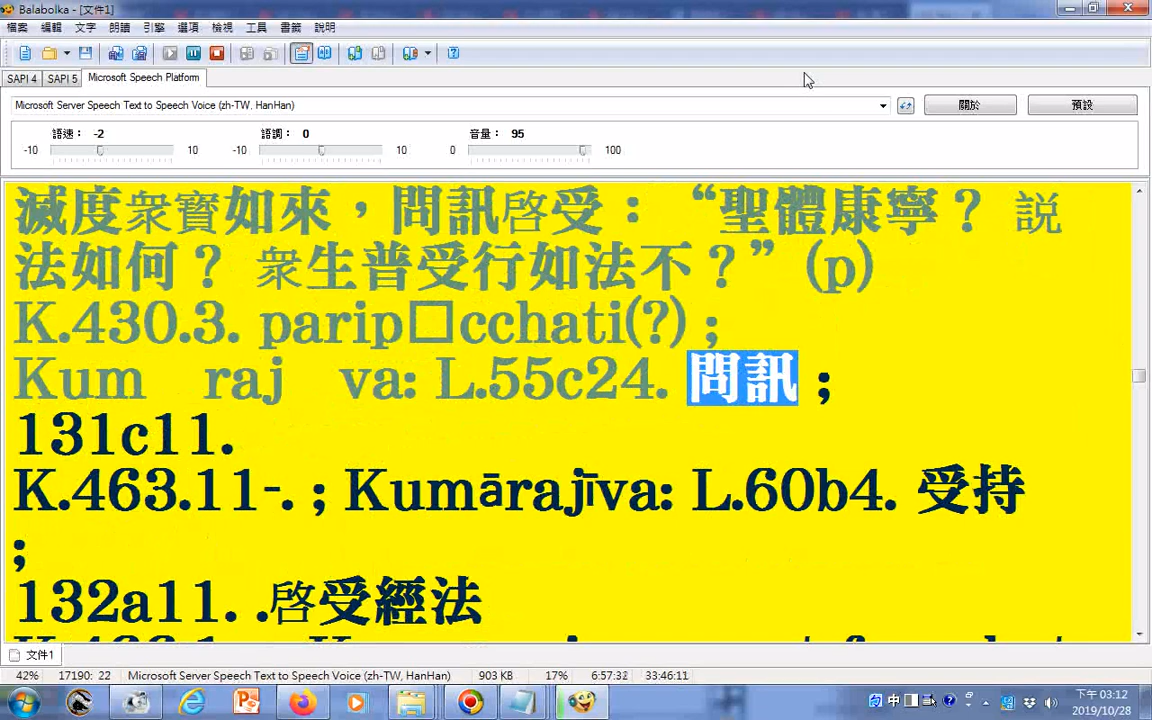 Balabolka - [文件1]
檔案 編輯 文字 朗讀 引擎 選項 檢視 工具 書籤 說明
SAPI 4 SAPI 5 Microsoft Speech Platform
Microsoft Server Speech Text to Speech Voice (zh-TW, HanHan) 關於 預設
語速： -2 語調： 0 音量： 95
-10 10 -10 10 0 100
滅度衆寶如來，問訊啓受：“聖體康寧？ 説
法如何？ 衆生普受行如法不？”(p)
K.430.3. parip□cchati(?) ;
Kum raj va: L.55c24. 問訊 ;
131c11.
K.463.11-. ; Kumārajīva: L.60b4. 受持
;
132a11. .啓受經法
文件1
42% 17190: 22 Microsoft Server Speech Text to Speech Voice (zh-TW, HanHan) 903 KB 17% 6:57:32 33:46:11
中 下午 03:12
2019/10/28